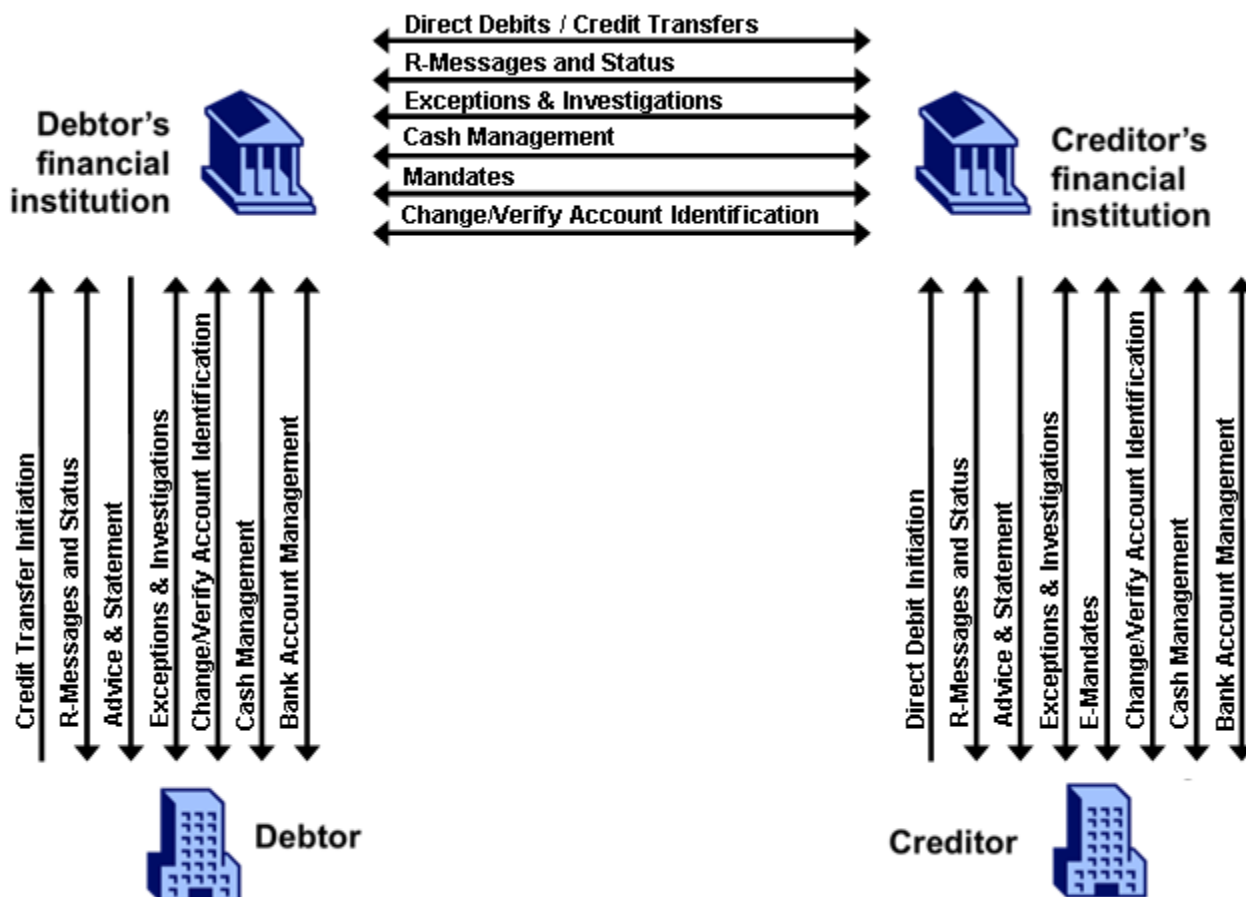 Direct Debits / Credit Transfers
R-Messages and Status
Exceptions & Investigations
Cash Management
Mandates
Change/Verify Account Identification
Debtor's
financial
institution
Creditor's
financial
institution
Credit Transfer Initiation
R-Messages and Status
Advice & Statement
Exceptions & Investigations
Change/Verify Account Identification
Cash Management
Bank Account Management
Direct Debit Initiation
R-Messages and Status
Advice & Statement
Exceptions & Investigations
E-Mandates
Change/Verify Account Identification
Cash Management
Bank Account Management
Debtor
Creditor